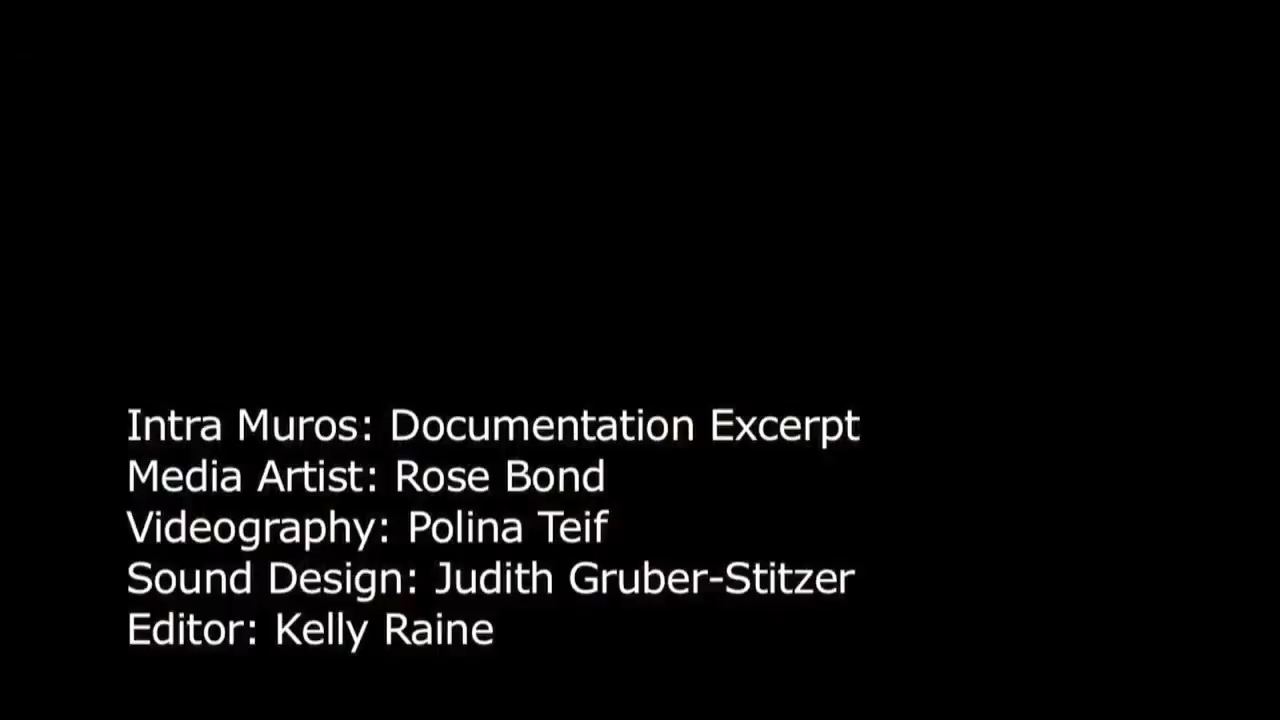 Intra Muros: Documentation Excerpt
Media Artist: Rose Bond
Videography: Polina Teif
Sound Design: Judith Gruber-Stitzer
Editor: Kelly Raine